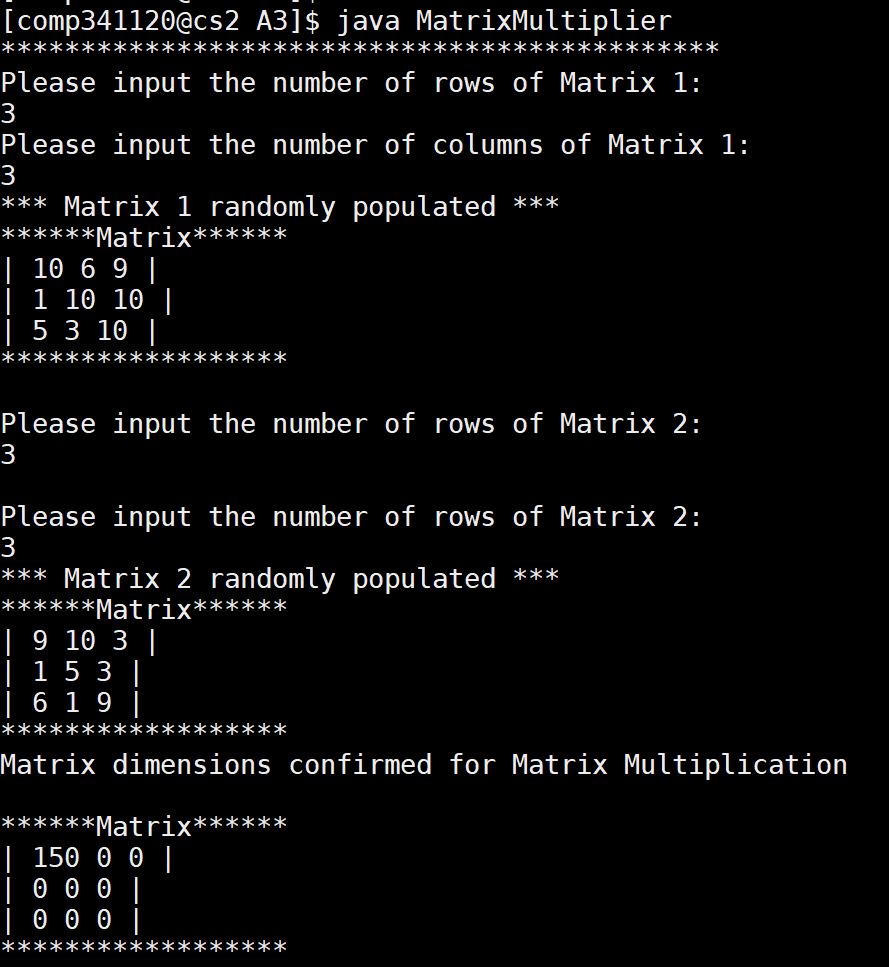 [comp341120@cs2 A3]$ java MatrixMultiplier
*********************************************
Please input the number of rows of Matrix 1:
3
Please input the number of columns of Matrix 1:
3
*** Matrix 1 randomly populated ***
******Matrix******
| 10 6 9 |
| 1 10 10 |
| 5 3 10 |
******************
Please input the number of rows of Matrix 2:
3
Please input the number of rows of Matrix 2:
3
*** Matrix 2 randomly populated ***
******Matrix******
| 9 10 3 |
| 1 5 3 |
| 6 1 9 |
******************
Matrix dimensions confirmed for Matrix Multiplication
******Matrix******
| 150 0 0 |
| 0 0 0 |
| 0 0 0 |
******************